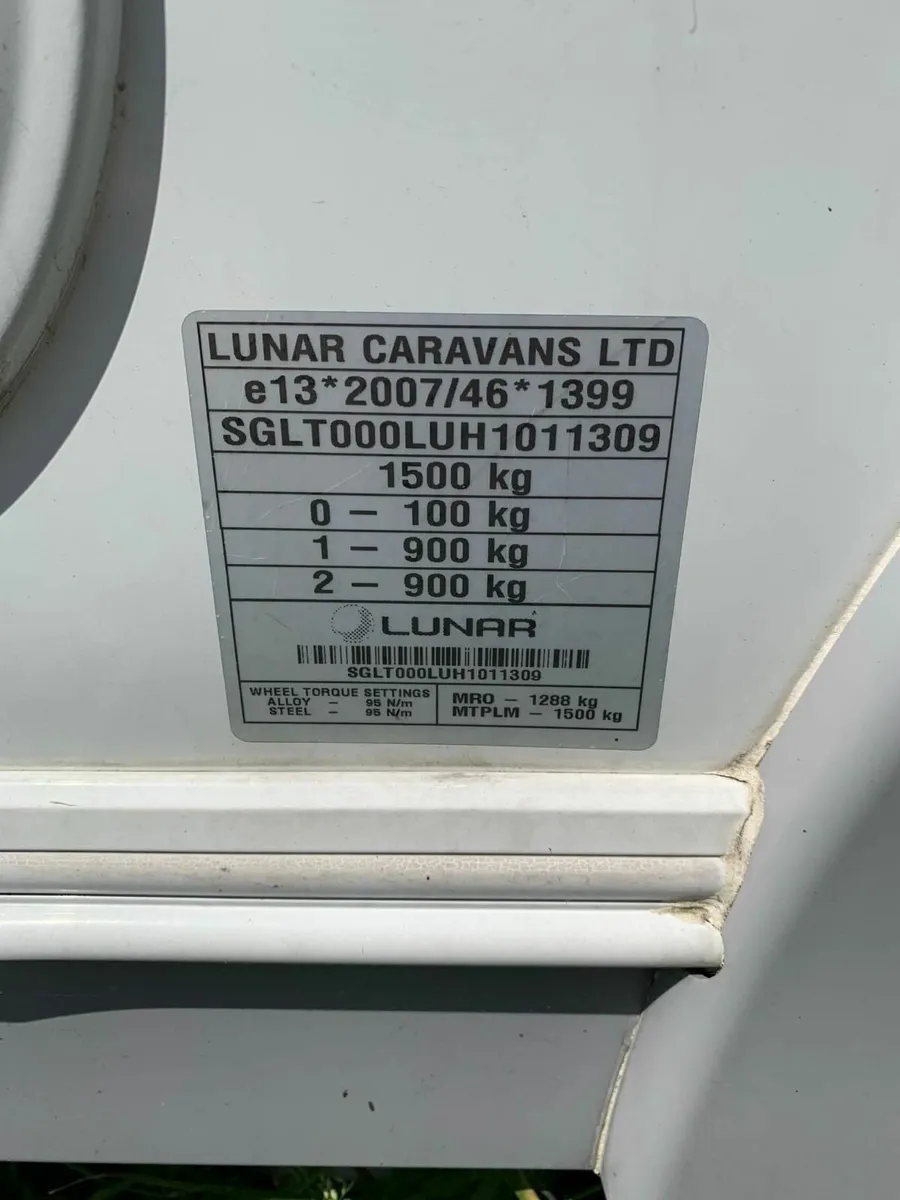 LUNAR CARAVANS LTD
e13*2007/46*1399
SGLT000LUH1011309
1500 kg
0 - 100 kg
1 - 900 kg
2 - 900 kg
LUNAR
SGLT000LUH1011309
WHEEL TORQUE SETTINGS
ALLOY - 95 N/m
STEEL - 95 N/m
MRO - 1288 kg
MTPLM - 1500 kg